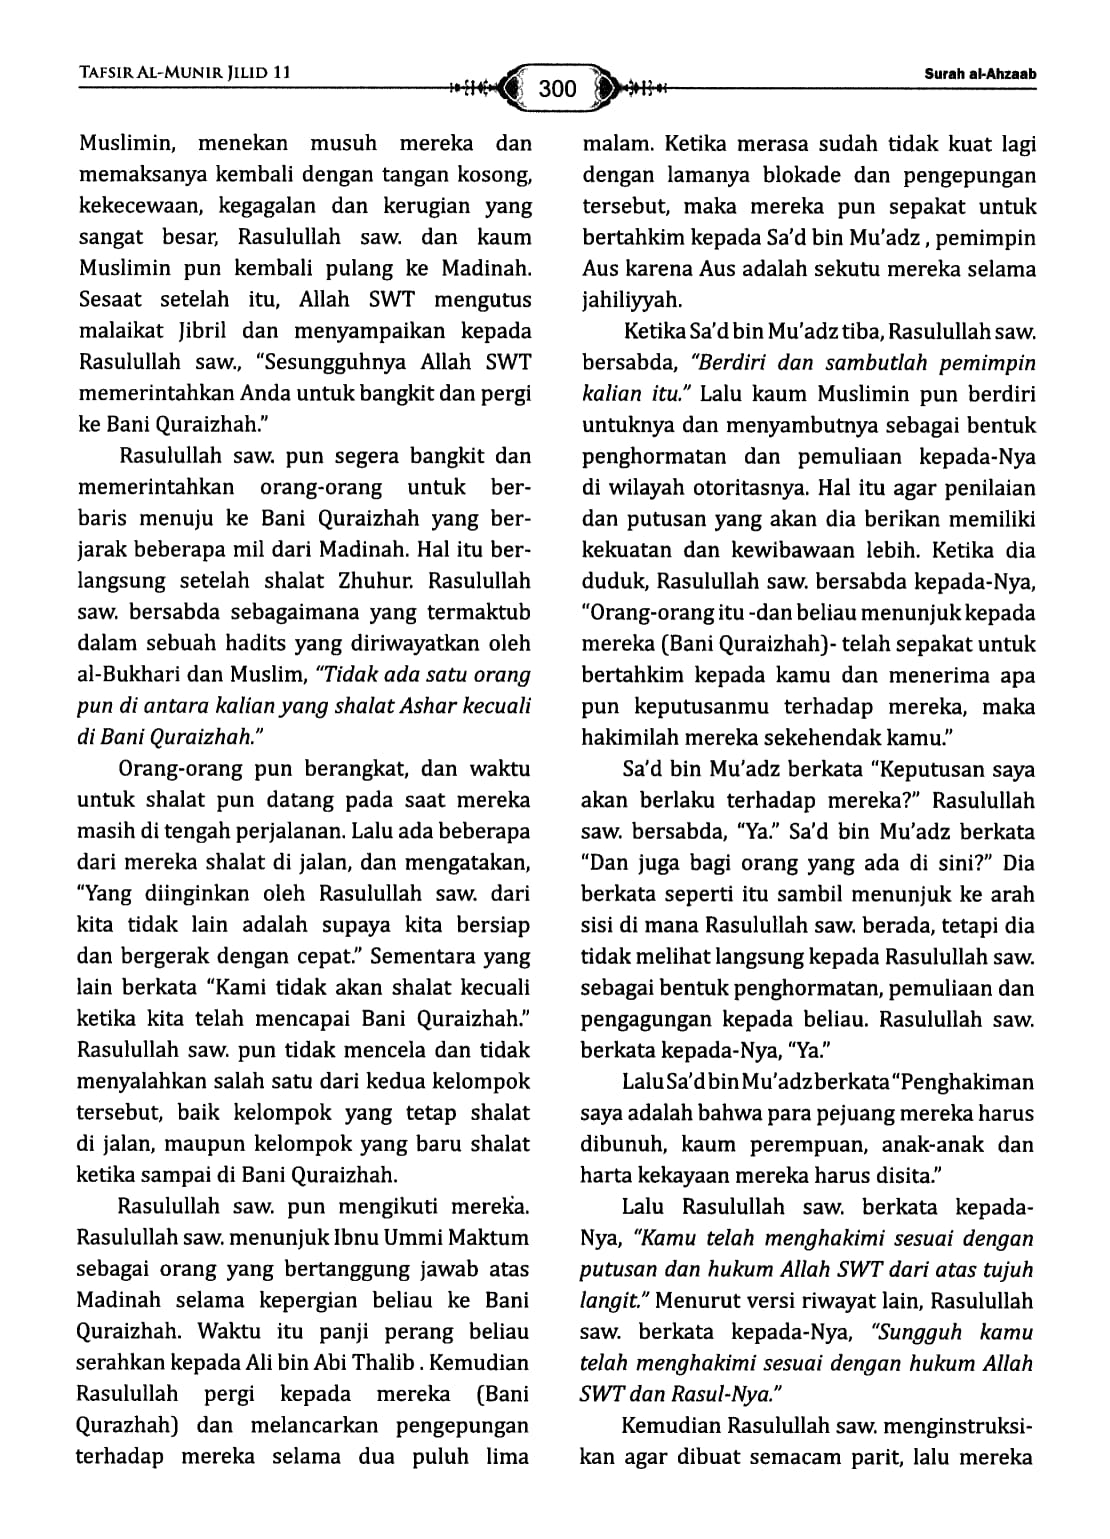 TAFSIR AL-MUNIR JILID 11
300
Surah al-Ahzaab
Muslimin, menekan musuh mereka dan
memaksanya kembali dengan tangan kosong,
kekecewaan, kegagalan dan kerugian yang
sangat besar, Rasulullah saw. dan kaum
Muslimin pun kembali pulang ke Madinah.
Sesaat setelah itu, Allah SWT mengutus
malaikat Jibril dan menyampaikan kepada
Rasulullah saw., “Sesungguhnya Allah SWT
memerintahkan Anda untuk bangkit dan pergi
ke Bani Quraizhah.”
Rasulullah saw. pun segera bangkit dan
memerintahkan orang-orang untuk ber-
baris menuju ke Bani Quraizhah yang ber-
jarak beberapa mil dari Madinah. Hal itu ber-
langsung setelah shalat Zhuhur. Rasulullah
saw. bersabda sebagaimana yang termaktub
dalam sebuah hadits yang diriwayatkan oleh
al-Bukhari dan Muslim, “Tidak ada satu orang
pun di antara kalian yang shalat Ashar kecuali
di Bani Quraizhah.”
Orang-orang pun berangkat, dan waktu
untuk shalat pun datang pada saat mereka
masih di tengah perjalanan. Lalu ada beberapa
dari mereka shalat di jalan, dan mengatakan,
“Yang diinginkan oleh Rasulullah saw. dari
kita tidak lain adalah supaya kita bersiap
dan bergerak dengan cepat.” Sementara yang
lain berkata “Kami tidak akan shalat kecuali
ketika kita telah mencapai Bani Quraizhah.”
Rasulullah saw. pun tidak mencela dan tidak
menyalahkan salah satu dari kedua kelompok
tersebut, baik kelompok yang tetap shalat
di jalan, maupun kelompok yang baru shalat
ketika sampai di Bani Quraizhah.
Rasulullah saw. pun mengikuti mereka.
Rasulullah saw. menunjuk Ibnu Ummi Maktum
sebagai orang yang bertanggung jawab atas
Madinah selama kepergian beliau ke Bani
Quraizhah. Waktu itu panji perang beliau
serahkan kepada Ali bin Abi Thalib . Kemudian
Rasulullah pergi kepada mereka (Bani
Qurazhah) dan melancarkan pengepungan
terhadap mereka selama dua puluh lima
malam. Ketika merasa sudah tidak kuat lagi
dengan lamanya blokade dan pengepungan
tersebut, maka mereka pun sepakat untuk
bertahkim kepada Sa’d bin Mu’adz , pemimpin
Aus karena Aus adalah sekutu mereka selama
jahiliyyah.
Ketika Sa’d bin Mu’adz tiba, Rasulullah saw.
bersabda, “Berdiri dan sambutlah pemimpin
kalian itu.” Lalu kaum Muslimin pun berdiri
untuknya dan menyambutnya sebagai bentuk
penghormatan dan pemuliaan kepada-Nya
di wilayah otoritasnya. Hal itu agar penilaian
dan putusan yang akan dia berikan memiliki
kekuatan dan kewibawaan lebih. Ketika dia
duduk, Rasulullah saw. bersabda kepada-Nya,
“Orang-orang itu -dan beliau menunjuk kepada
mereka (Bani Quraizhah)- telah sepakat untuk
bertahkim kepada kamu dan menerima apa
pun keputusanmu terhadap mereka, maka
hakimilah mereka sekehendak kamu.”
Sa’d bin Mu’adz berkata “Keputusan saya
akan berlaku terhadap mereka?” Rasulullah
saw. bersabda, “Ya.” Sa’d bin Mu’adz berkata
“Dan juga bagi orang yang ada di sini?” Dia
berkata seperti itu sambil menunjuk ke arah
sisi di mana Rasulullah saw. berada, tetapi dia
tidak melihat langsung kepada Rasulullah saw.
sebagai bentuk penghormatan, pemuliaan dan
pengagungan kepada beliau. Rasulullah saw.
berkata kepada-Nya, “Ya.”
Lalu Sa’d bin Mu’adz berkata “Penghakiman
saya adalah bahwa para pejuang mereka harus
dibunuh, kaum perempuan, anak-anak dan
harta kekayaan mereka harus disita.”
Lalu Rasulullah saw. berkata kepada-
Nya, “Kamu telah menghakimi sesuai dengan
putusan dan hukum Allah SWT dari atas tujuh
langit.” Menurut versi riwayat lain, Rasulullah
saw. berkata kepada-Nya, “Sungguh kamu
telah menghakimi sesuai dengan hukum Allah
SWT dan Rasul-Nya.”
Kemudian Rasulullah saw. menginstruksi-
kan agar dibuat semacam parit, lalu mereka